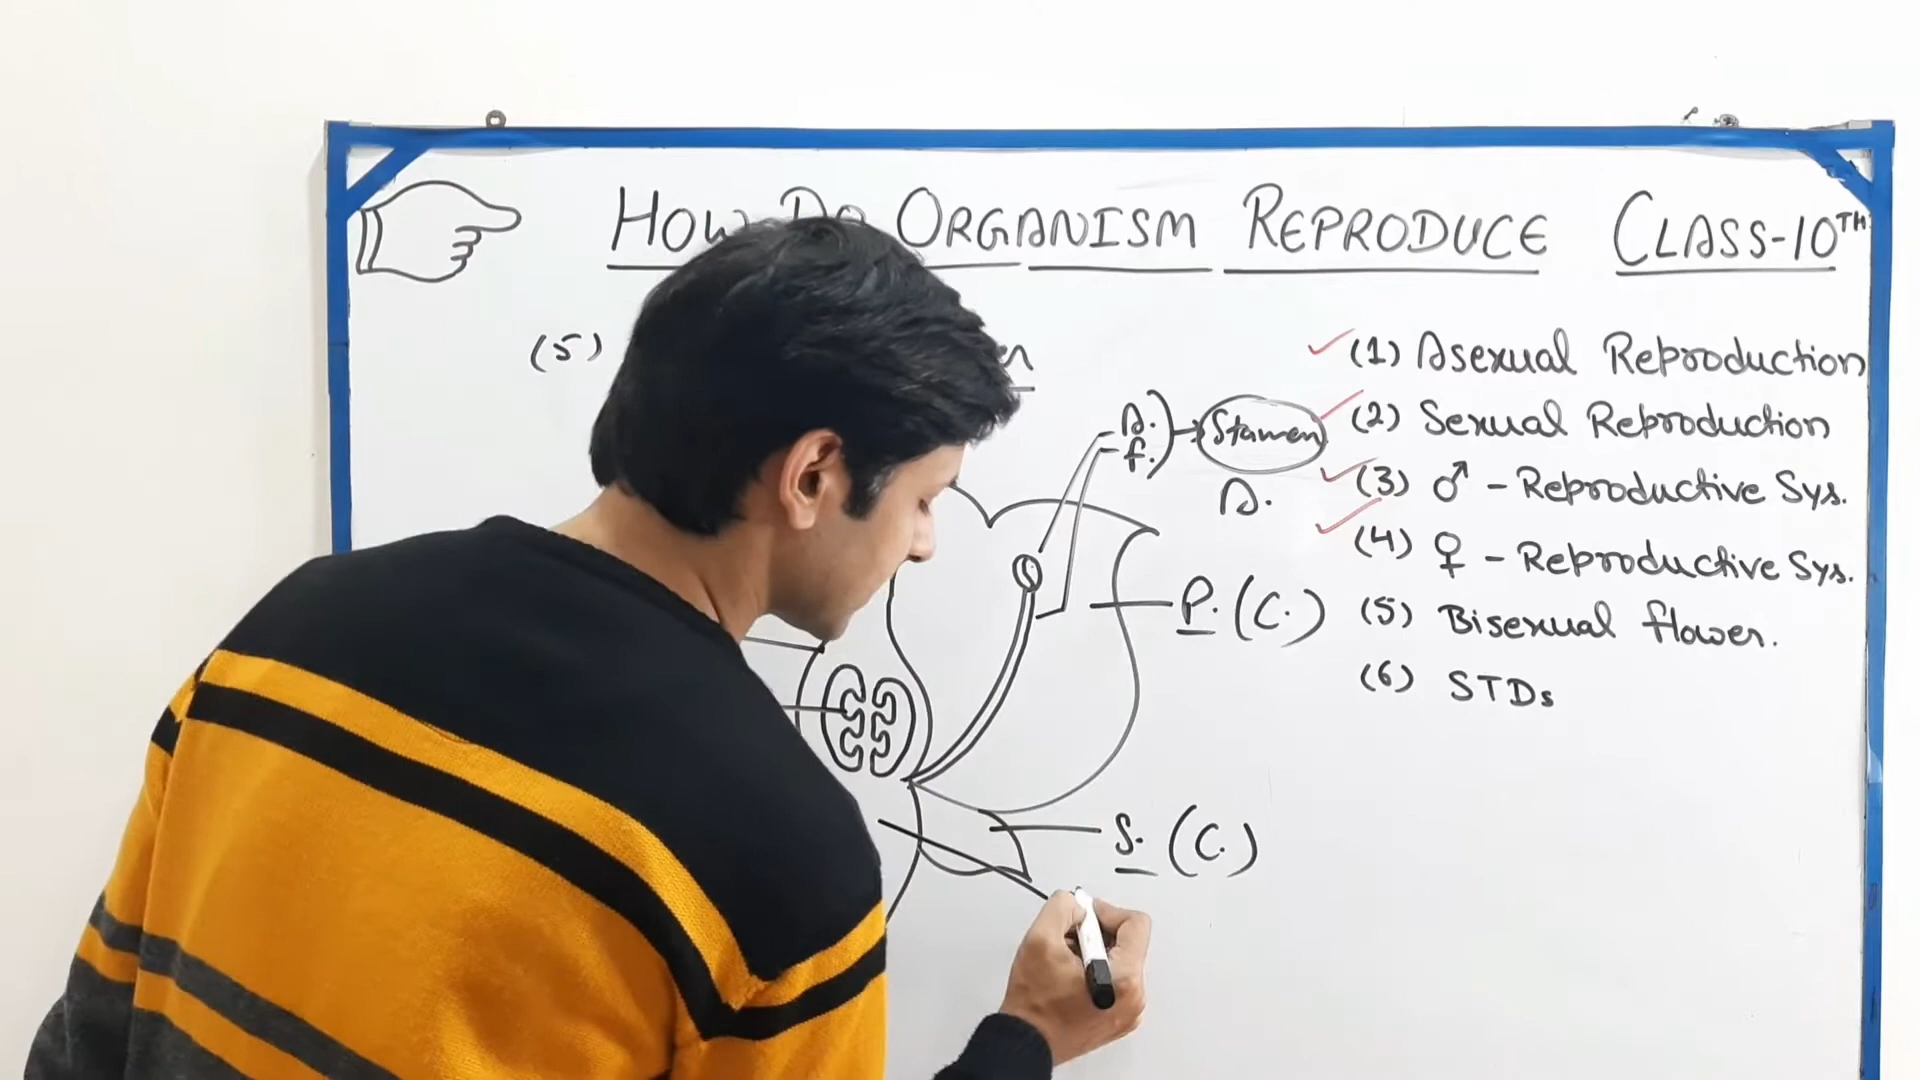 HOW DO ORGANISM REPRODUCE CLASS-10TH
(5)
A.
f.
Stamen
A.
P. (C.)
S. (C.)
(1) Asexual Reproduction
(2) Sexual Reproduction
(3) ♂ - Reproductive Sys.
(4) ♀ - Reproductive Sys.
(5) Bisexual flower.
(6) STDs